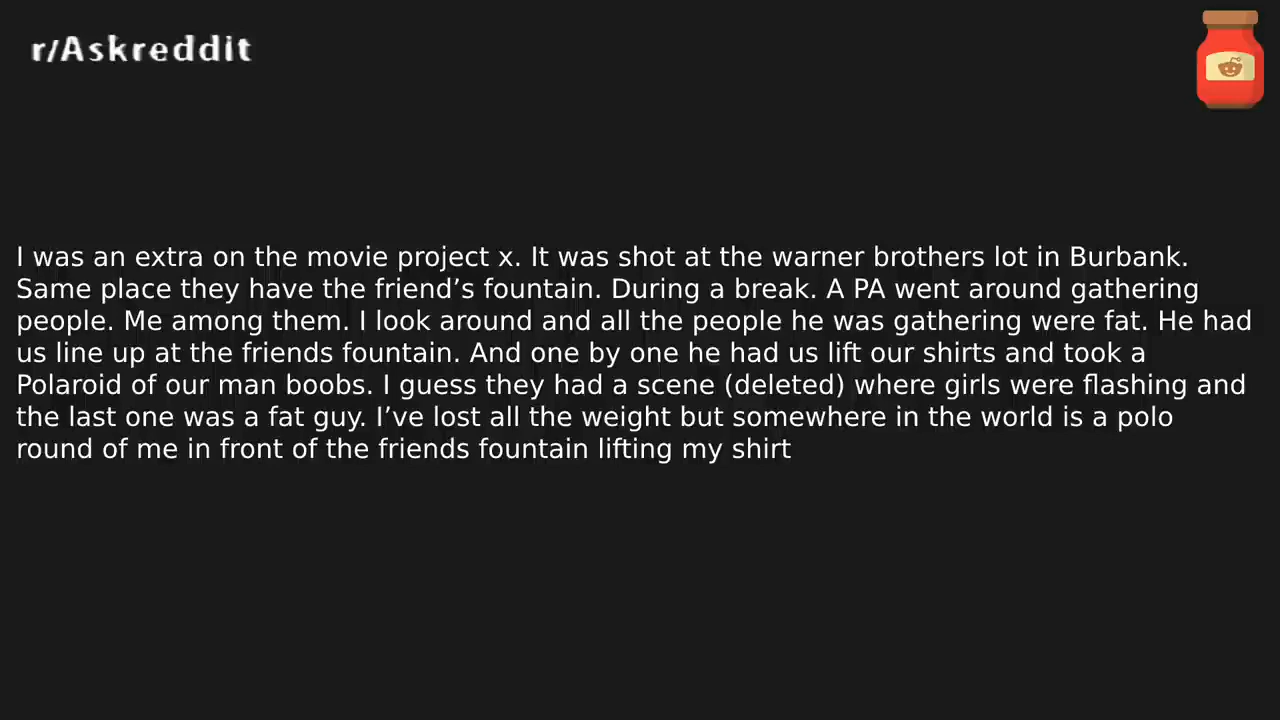 r/Askreddit
I was an extra on the movie project x. It was shot at the warner brothers lot in Burbank.
Same place they have the friend’s fountain. During a break. A PA went around gathering
people. Me among them. I look around and all the people he was gathering were fat. He had
us line up at the friends fountain. And one by one he had us lift our shirts and took a
Polaroid of our man boobs. I guess they had a scene (deleted) where girls were flashing and
the last one was a fat guy. I’ve lost all the weight but somewhere in the world is a polo
round of me in front of the friends fountain lifting my shirt